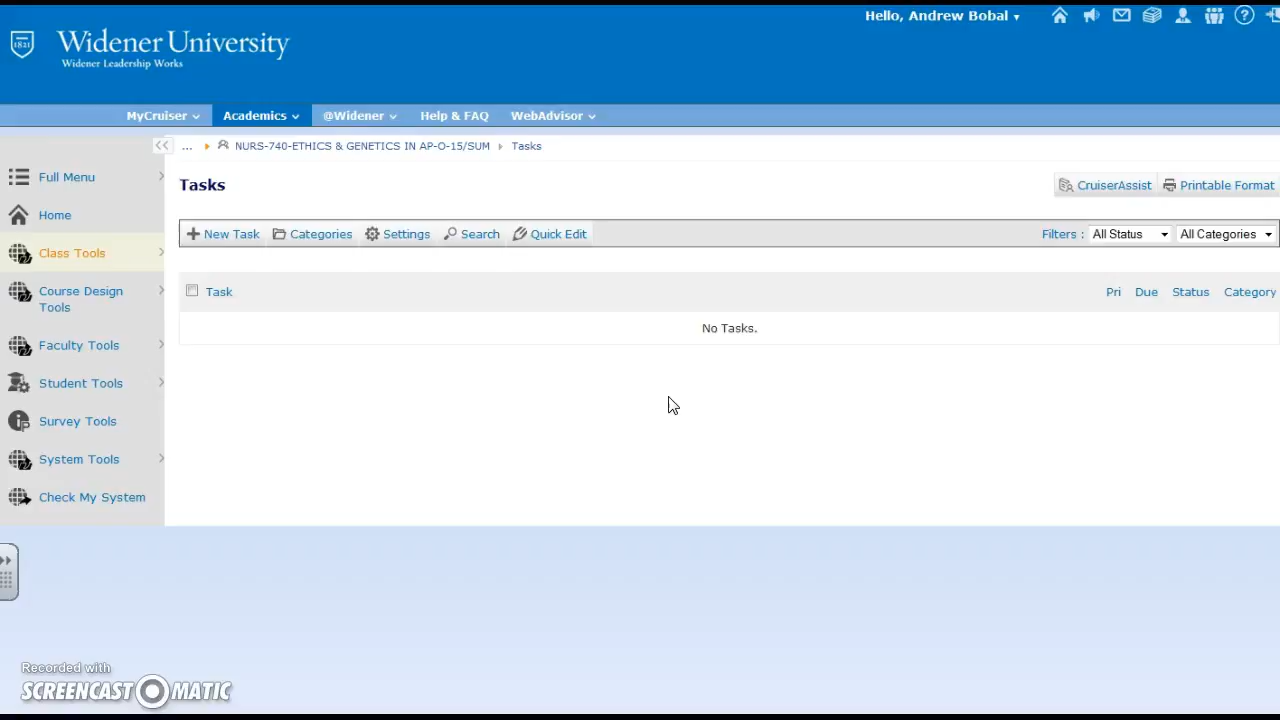 Hello, Andrew Bobal
1821
Widener University
Widener Leadership Works
MyCruiser Academics @Widener Help & FAQ WebAdvisor
... NURS-740-ETHICS & GENETICS IN AP-O-15/SUM Tasks
Full Menu
Home
Class Tools
Course Design
Tools
Faculty Tools
Student Tools
Survey Tools
System Tools
Check My System
Tasks
CruiserAssist Printable Format
New Task Categories Settings Search Quick Edit Filters : All Status All Categories
Task Pri Due Status Category
No Tasks.
Recorded with
SCREENCAST-O-MATIC